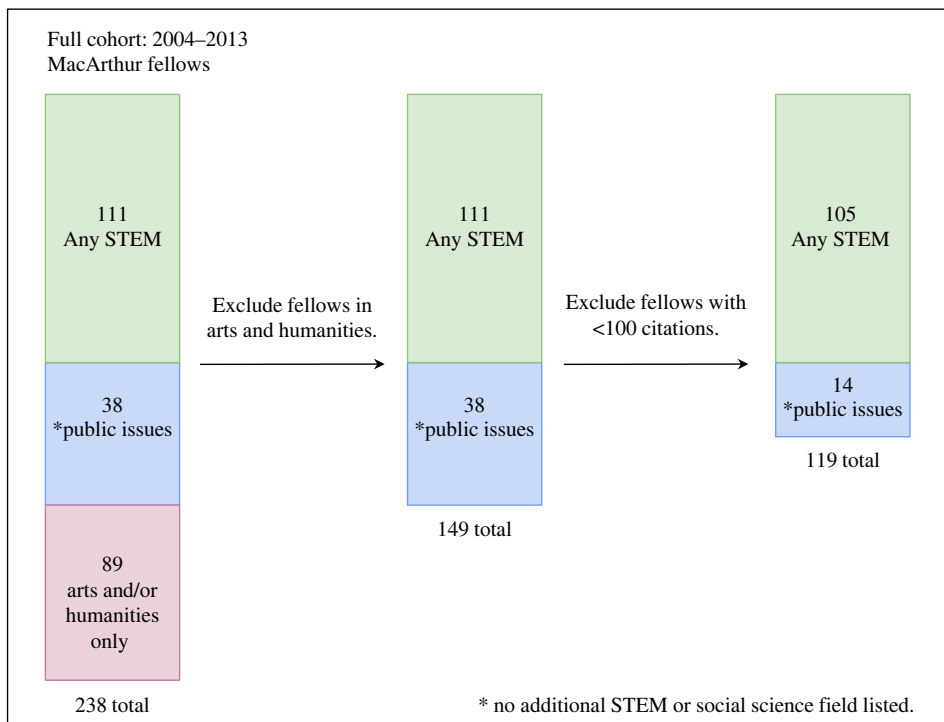 Full cohort: 2004–2013
MacArthur fellows
111
Any STEM
38
*public issues
89
arts and/or
humanities
only
238 total
Exclude fellows in
arts and humanities.
111
Any STEM
38
*public issues
149 total
Exclude fellows with
<100 citations.
105
Any STEM
14
*public issues
119 total
* no additional STEM or social science field listed.